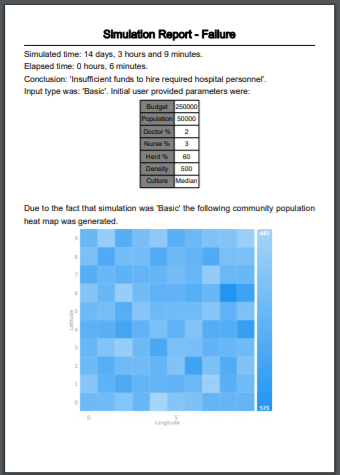 Simulation Report - Failure
Simulated time: 14 days, 3 hours and 9 minutes.
Elapsed time: 0 hours, 6 minutes.
Conclusion: 'Insufficient funds to hire required hospital personnel'.
Input type was: 'Basic'. Initial user provided parameters were:
Budget 250000
Population 50000
Doctor % 2
Nurse % 3
Herd % 60
Density 500
Culture Median
Due to the fact that simulation was 'Basic' the following community population
heat map was generated.
9
8
7
6
5
4
3
2
1
0
Latitude
0 5
Longitude
443
573